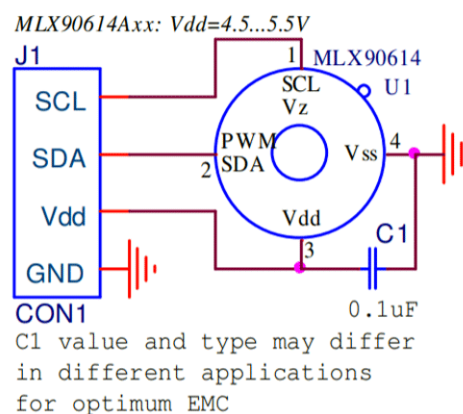 MLX90614Axx: Vdd=4.5...5.5V
J1
SCL
SDA
Vdd
GND
CON1
1
MLX90614
U1
SCL
Vz
PWM
SDA
2
Vss
4
Vdd
3
C1
0.1uF
C1 value and type may differ
in different applications
for optimum EMC